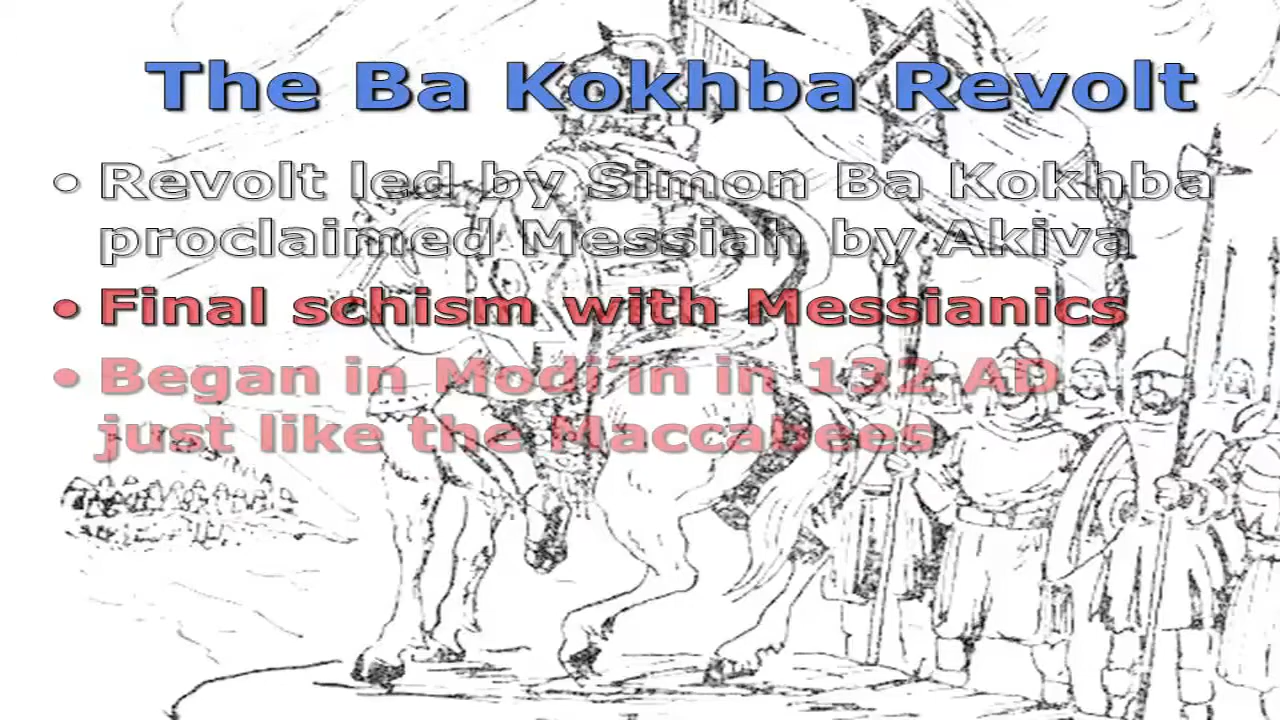 The Ba Kokhba Revolt
• Revolt led by Simon Ba Kokhba
proclaimed Messiah by Akiva
• Final schism with Messianics
• Began in Modi’in in 132 AD
just like the Maccabees